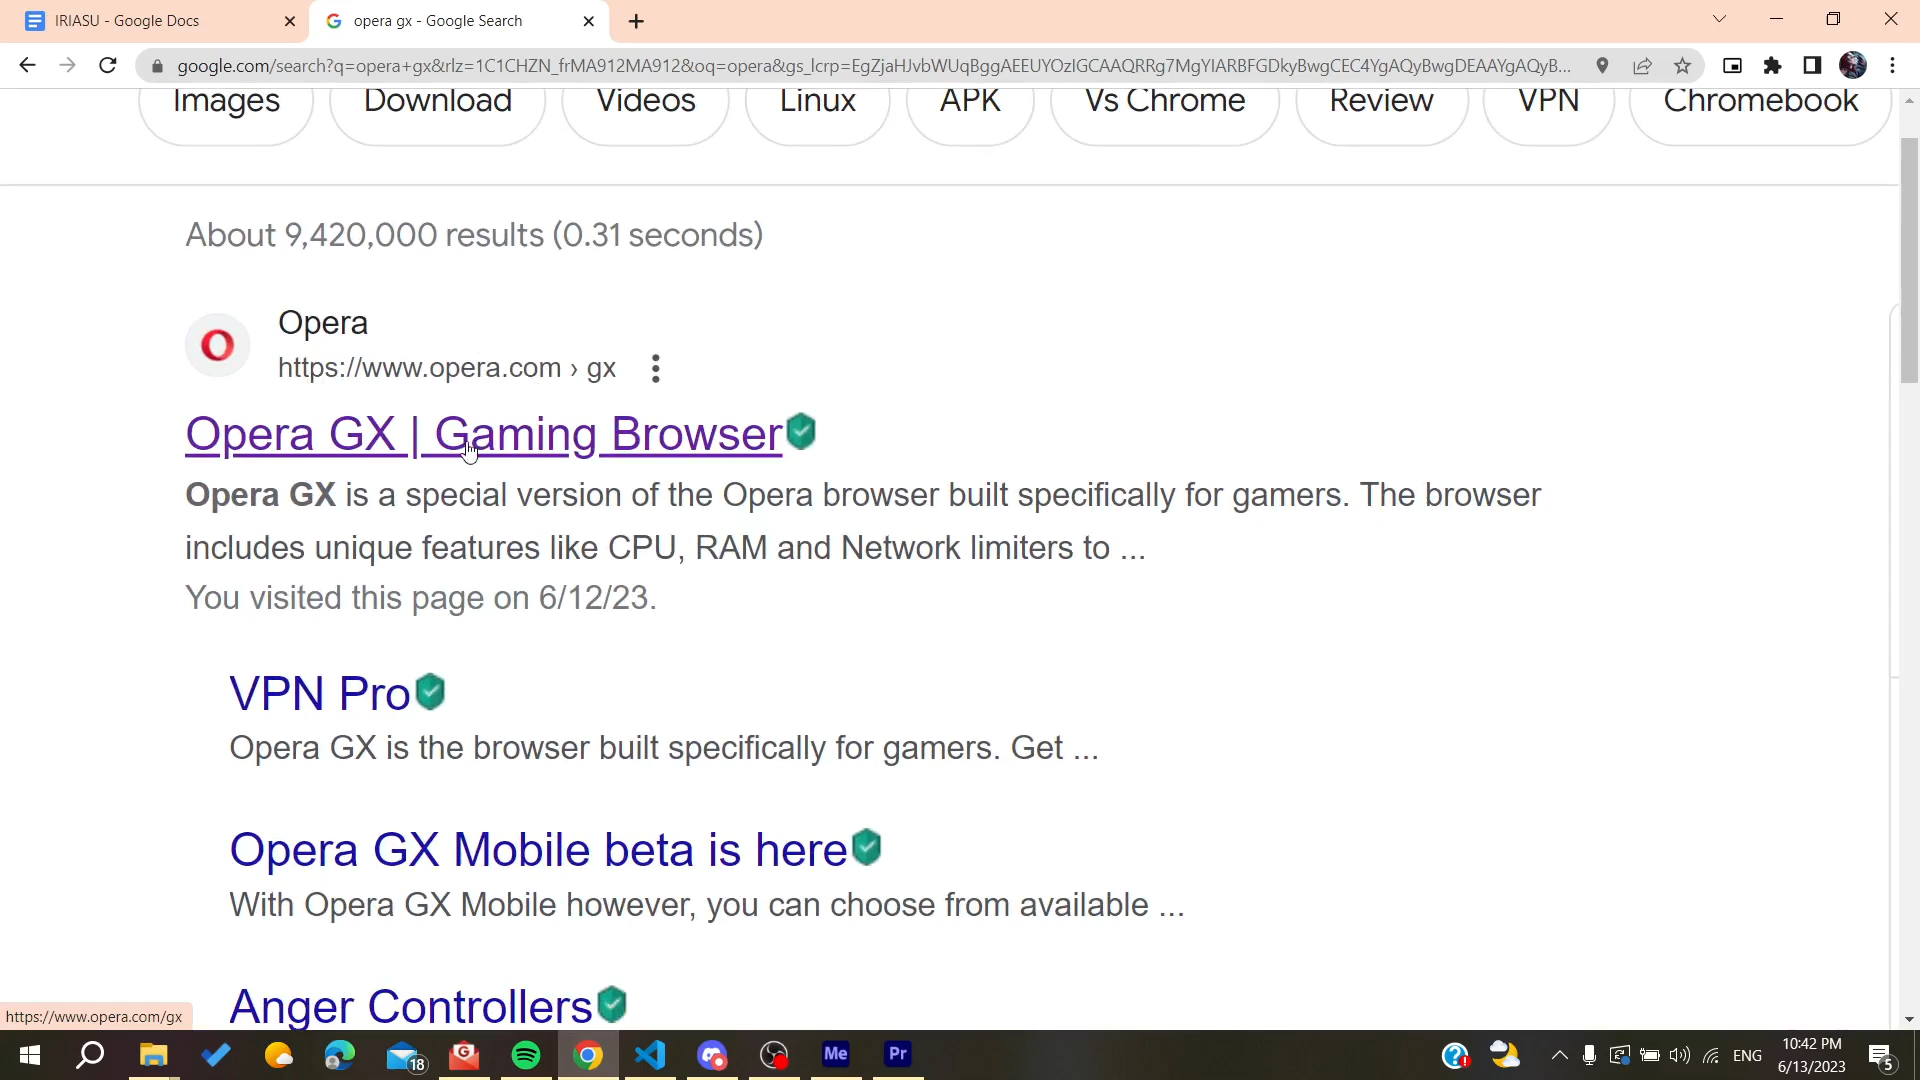 IRIASU - Google Docs
opera gx - Google Search
google.com/search?q=opera+gx&rlz=1C1CHZN_frMA912MA912&oq=opera&gs_lcrp=EgZjaHJvbWUqBggAEEUYOzIGCAAQRRg7MgYIARBFGDkyBwgCEC4YgAQyBwgDEAAYgAQyB...
Images
Download
Videos
Linux
APK
Vs Chrome
Review
VPN
Chromebook
About 9,420,000 results (0.31 seconds)
Opera
https://www.opera.com › gx
Opera GX | Gaming Browser
Opera GX is a special version of the Opera browser built specifically for gamers. The browser
includes unique features like CPU, RAM and Network limiters to ...
You visited this page on 6/12/23.
VPN Pro
Opera GX is the browser built specifically for gamers. Get ...
Opera GX Mobile beta is here
With Opera GX Mobile however, you can choose from available ...
Anger Controllers
https://www.opera.com/gx
18
Me
Pr
ENG
10:42 PM
6/13/2023
5